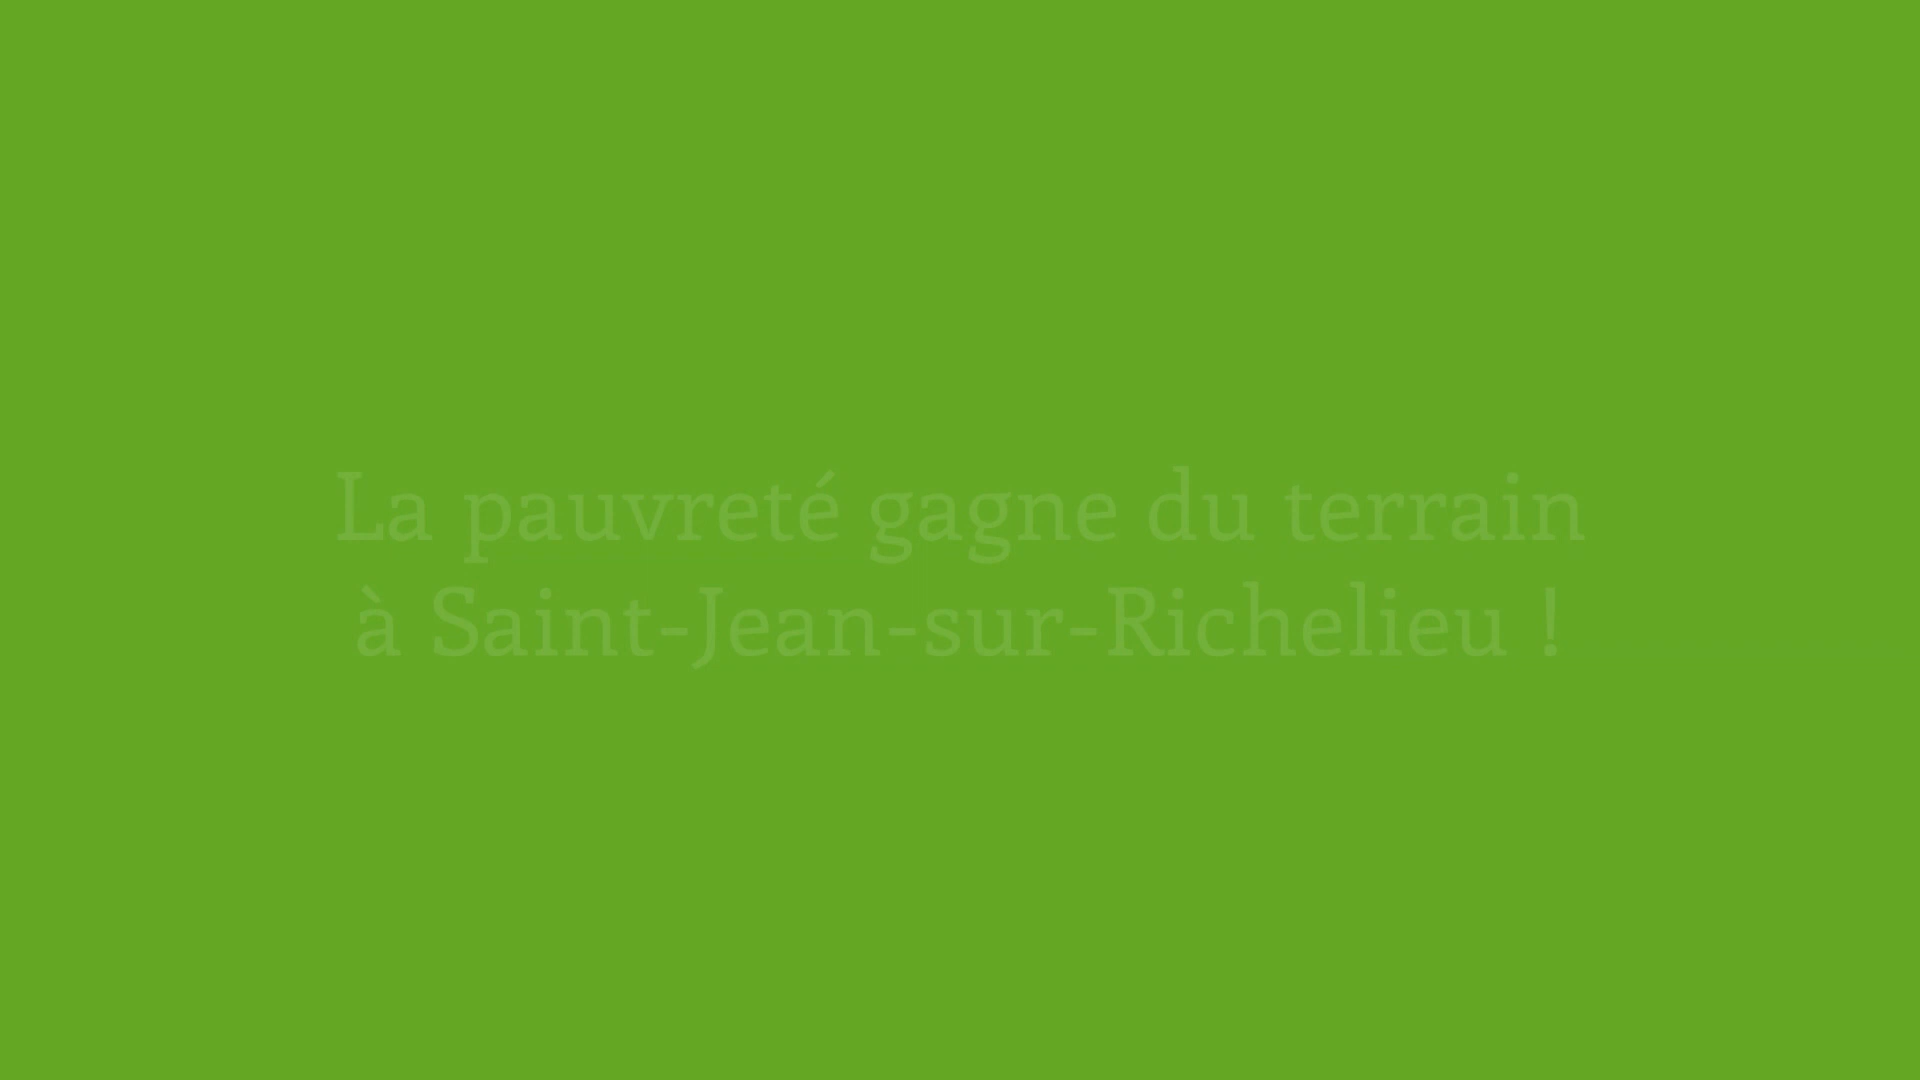 La pauvreté gagne du terrain
à Saint-Jean-sur-Richelieu !